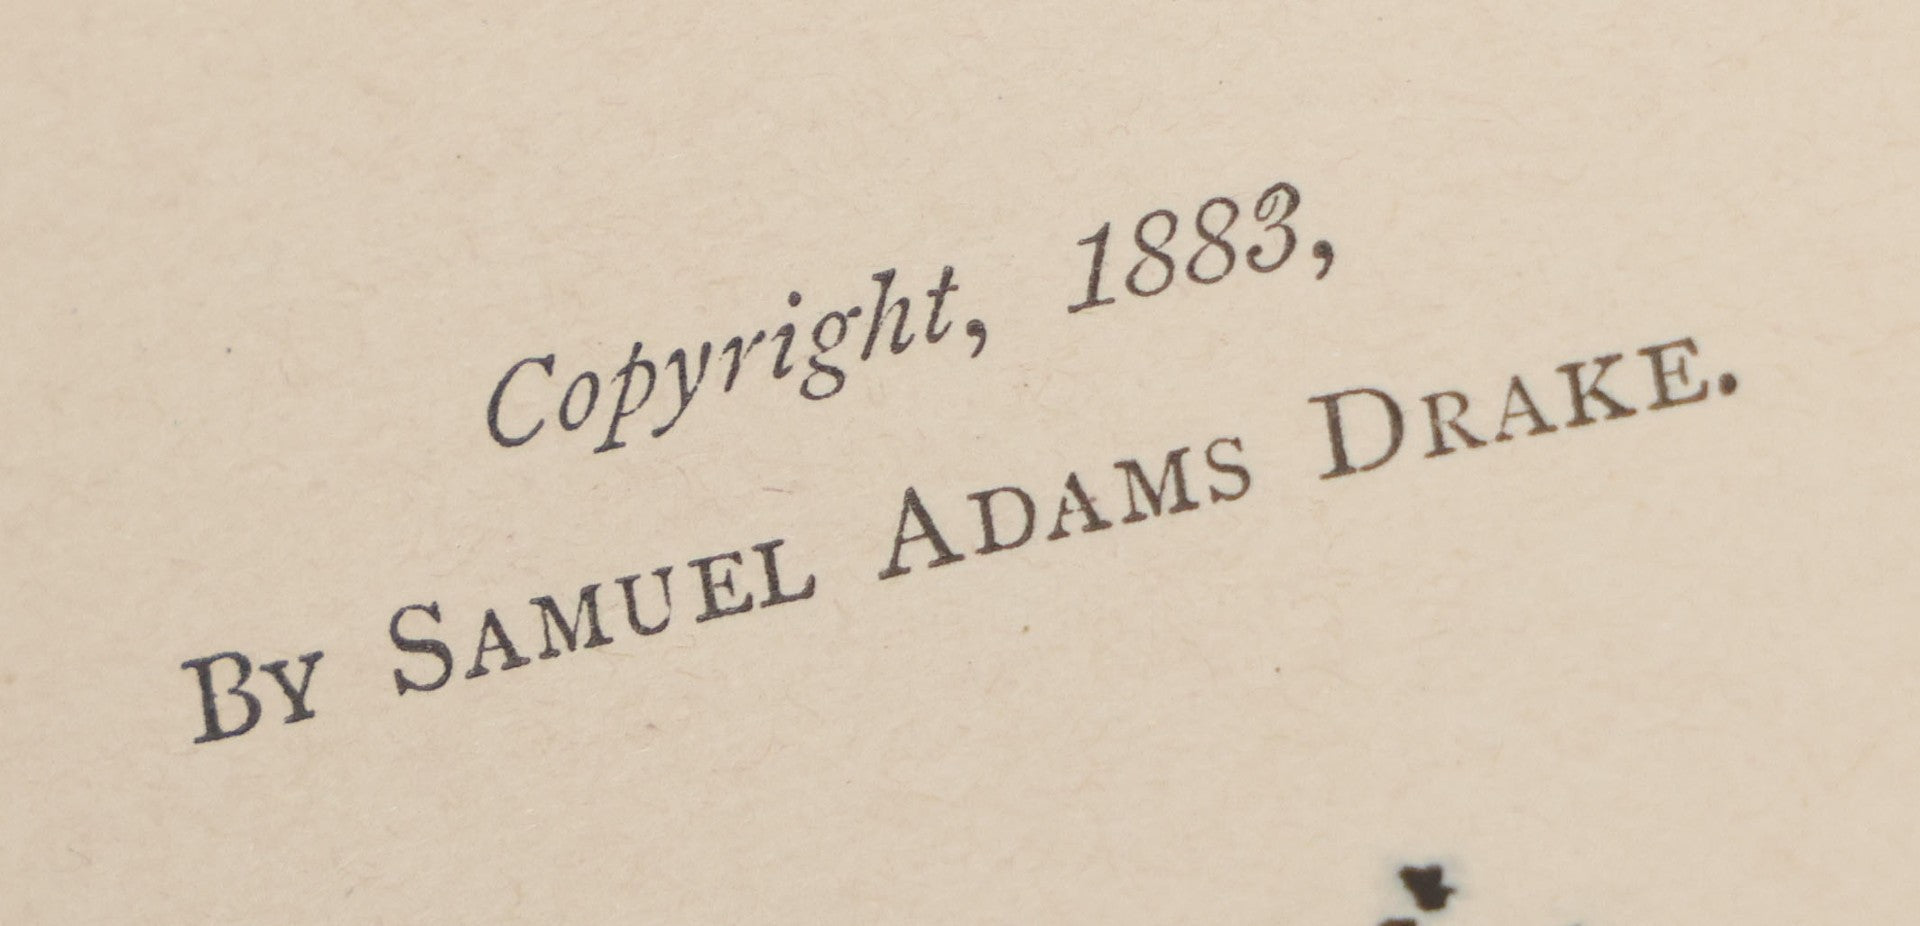 Copyright, 1883,
By Samuel Adams Drake.